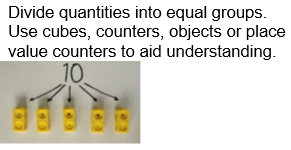 Divide quantities into equal groups.
Use cubes, counters, objects or place
value counters to aid understanding.
10